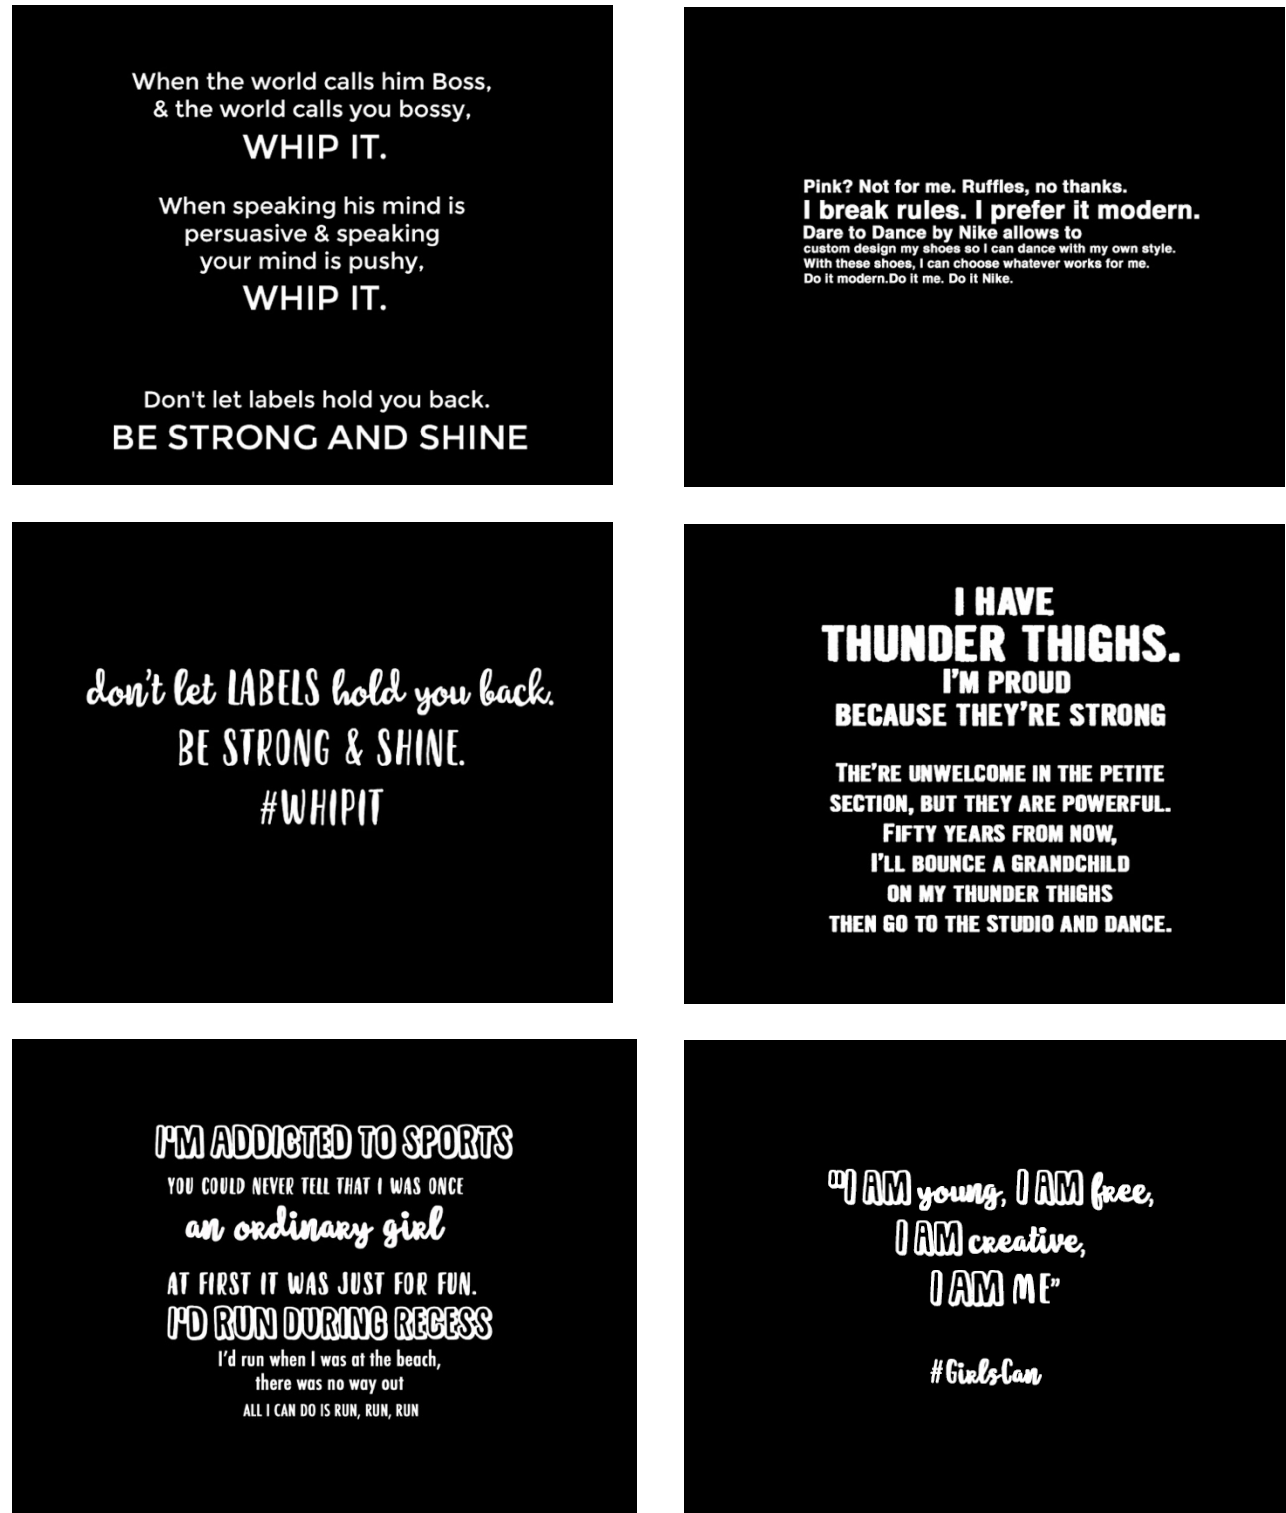 When the world calls him Boss,
& the world calls you bossy,
WHIP IT.
When speaking his mind is
persuasive & speaking
your mind is pushy,
WHIP IT.
Don't let labels hold you back.
BE STRONG AND SHINE
Pink? Not for me. Ruffles, no thanks.
I break rules. I prefer it modern.
Dare to Dance by Nike allows to
custom design my shoes so I can dance with my own style.
With these shoes, I can choose whatever works for me.
Do it modern.Do it me. Do it Nike.
don't let LABELS hold you back.
BE STRONG & SHINE.
#WHIPIT
I HAVE
THUNDER THIGHS.
I'M PROUD
BECAUSE THEY'RE STRONG
THE'RE UNWELCOME IN THE PETITE
SECTION, BUT THEY ARE POWERFUL.
FIFTY YEARS FROM NOW,
I'LL BOUNCE A GRANDCHILD
ON MY THUNDER THIGHS
THEN GO TO THE STUDIO AND DANCE.
I'M ADDICTED TO SPORTS
YOU COULD NEVER TELL THAT I WAS ONCE
an ordinary girl
AT FIRST IT WAS JUST FOR FUN.
I'D RUN DURING RECESS
I'd run when I was at the beach,
there was no way out
ALL I CAN DO IS RUN, RUN, RUN
"I AM young, I AM free,
I AM creative,
I AM ME"
#GirlsCan